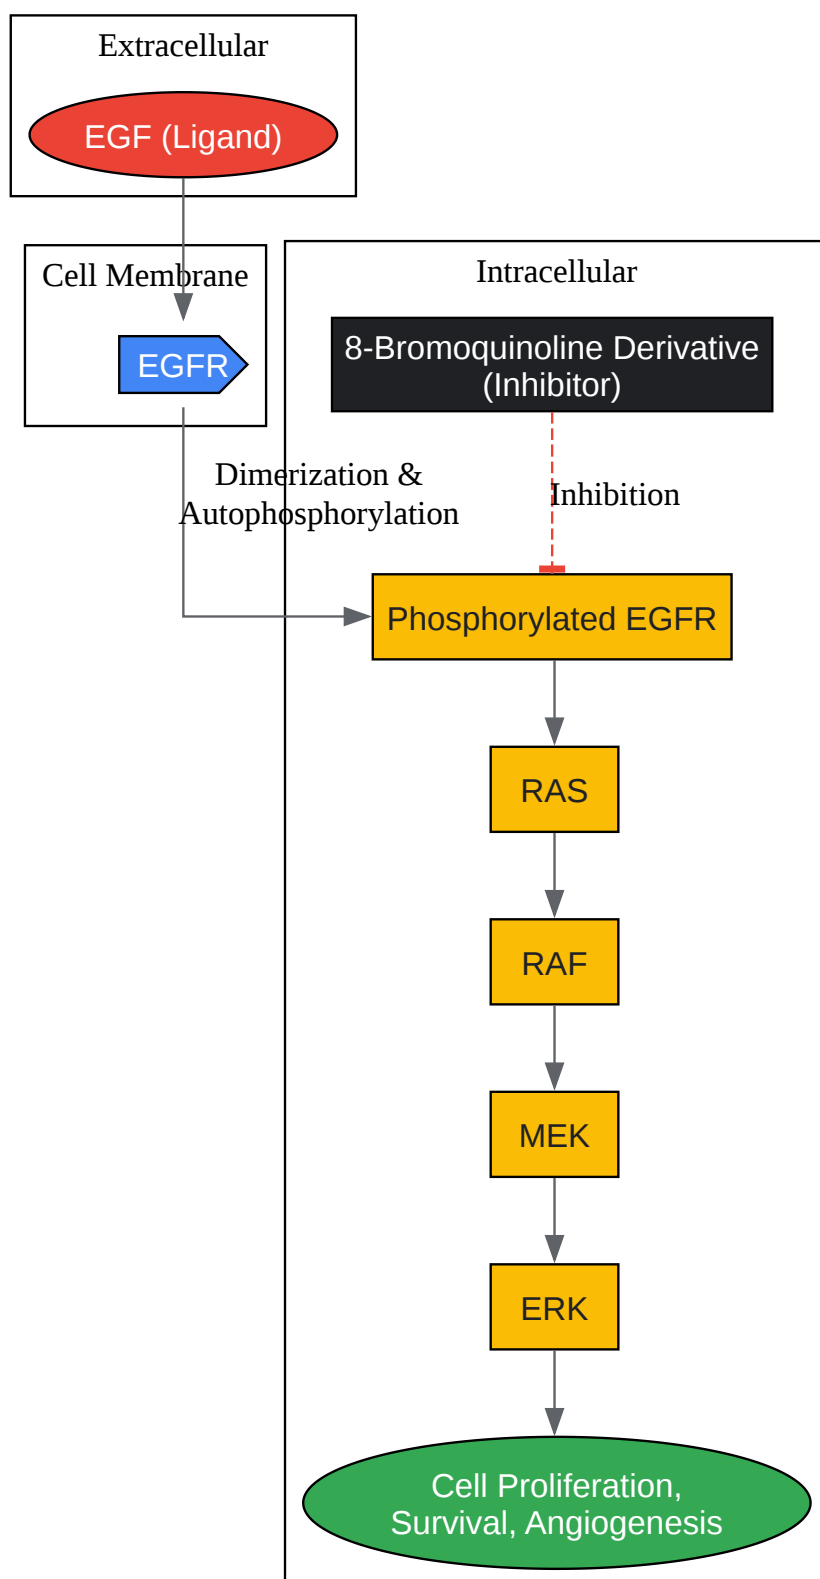 Extracellular
EGF (Ligand)
Cell Membrane
EGFR
Intracellular
8-Bromoquinoline Derivative
(Inhibitor)
Dimerization &
Autophosphorylation
Inhibition
Phosphorylated EGFR
RAS
RAF
MEK
ERK
Cell Proliferation,
Survival, Angiogenesis